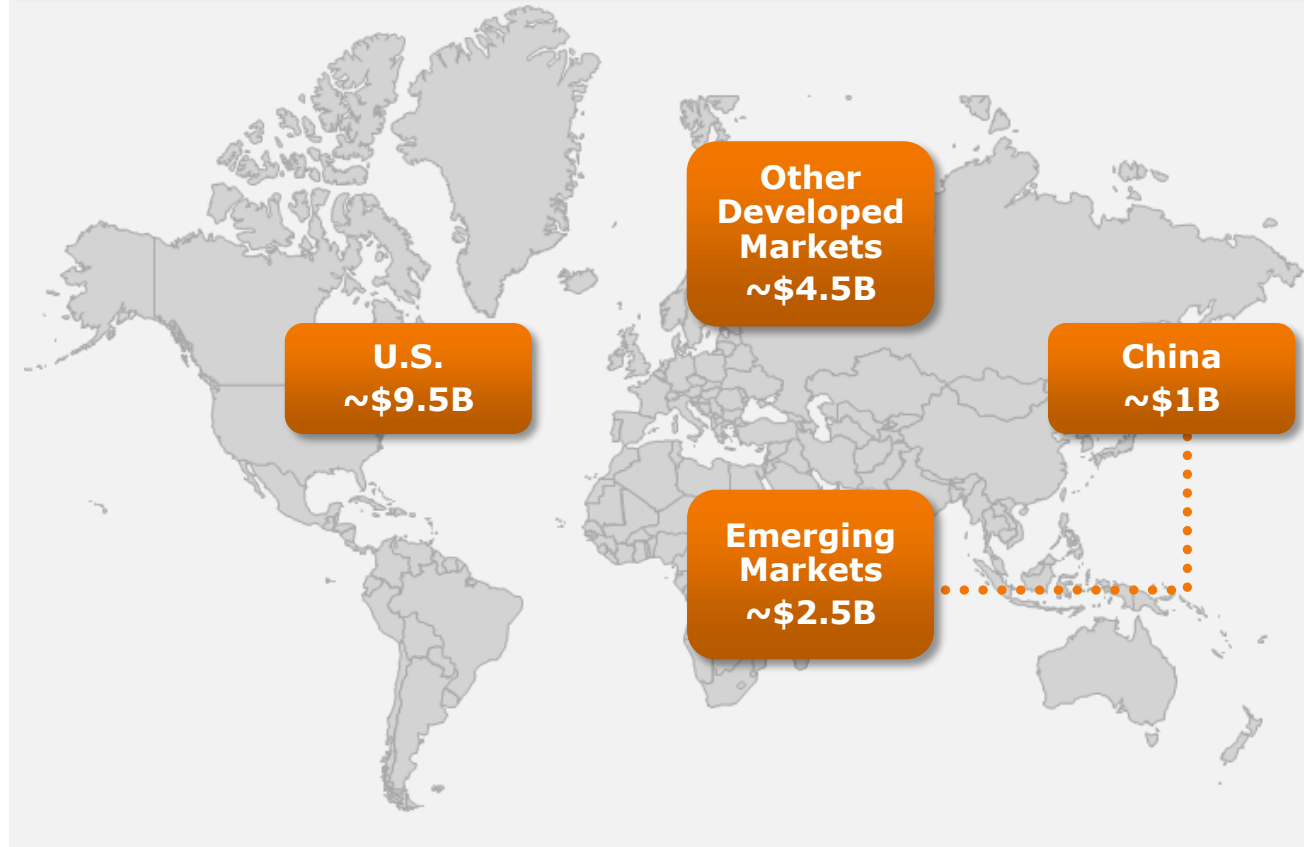 Other
Developed
Markets
~$4.5B
U.S.
~$9.5B
China
~$1B
Emerging
Markets
~$2.5B